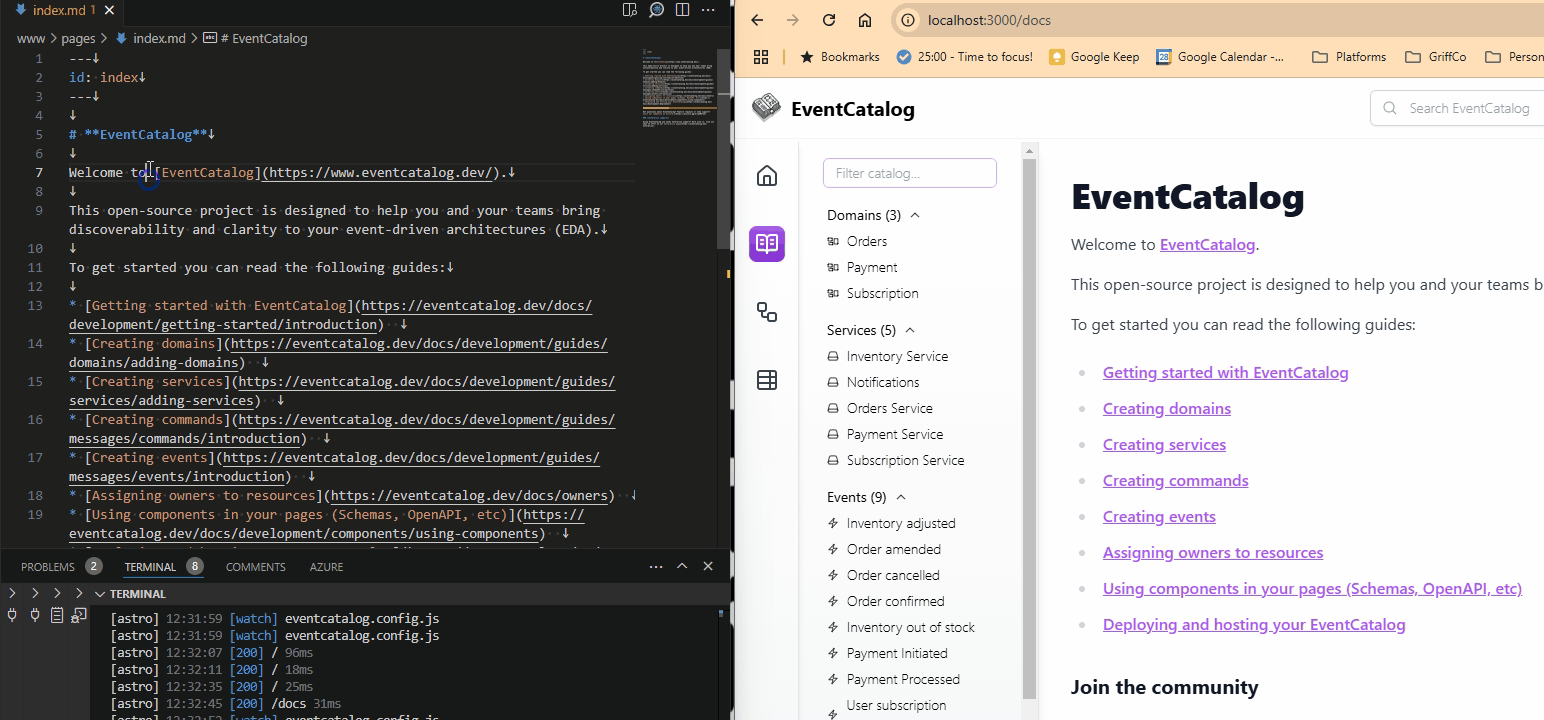 index.md 1
www > pages > index.md > # EventCatalog
1 ---
2 id: index
3 ---
4
5 # **EventCatalog**
6
7 Welcome to [EventCatalog](https://www.eventcatalog.dev/).
8
9 This open-source project is designed to help you and your teams bring
discoverability and clarity to your event-driven architectures (EDA).
10
11 To get started you can read the following guides:
12
13 * [Getting started with EventCatalog](https://eventcatalog.dev/docs/
development/getting-started/introduction)
14 * [Creating domains](https://eventcatalog.dev/docs/development/guides/
domains/adding-domains)
15 * [Creating services](https://eventcatalog.dev/docs/development/guides/
services/adding-services)
16 * [Creating commands](https://eventcatalog.dev/docs/development/guides/
messages/commands/introduction)
17 * [Creating events](https://eventcatalog.dev/docs/development/guides/
messages/events/introduction)
18 * [Assigning owners to resources](https://eventcatalog.dev/docs/owners)
19 * [Using components in your pages (Schemas, OpenAPI, etc)](https://
eventcatalog.dev/docs/development/components/using-components)
PROBLEMS 2 TERMINAL 8 COMMENTS AZURE
TERMINAL
[astro] 12:31:59 [watch] eventcatalog.config.js
[astro] 12:31:59 [watch] eventcatalog.config.js
[astro] 12:32:07 [200] / 96ms
[astro] 12:32:11 [200] / 18ms
[astro] 12:32:35 [200] / 25ms
[astro] 12:32:45 [200] /docs 31ms
localhost:3000/docs
Bookmarks 25:00 - Time to focus! Google Keep 28 Google Calendar -... Platforms GriffCo Person
EventCatalog
Search EventCatalog
Filter catalog...
Domains (3)
Orders
Payment
Subscription
Services (5)
Inventory Service
Notifications
Orders Service
Payment Service
Subscription Service
Events (9)
Inventory adjusted
Order amended
Order cancelled
Order confirmed
Inventory out of stock
Payment Initiated
Payment Processed
User subscription
EventCatalog
Welcome to EventCatalog.
This open-source project is designed to help you and your teams b
To get started you can read the following guides:
Getting started with EventCatalog
Creating domains
Creating services
Creating commands
Creating events
Assigning owners to resources
Using components in your pages (Schemas, OpenAPI, etc)
Deploying and hosting your EventCatalog
Join the community